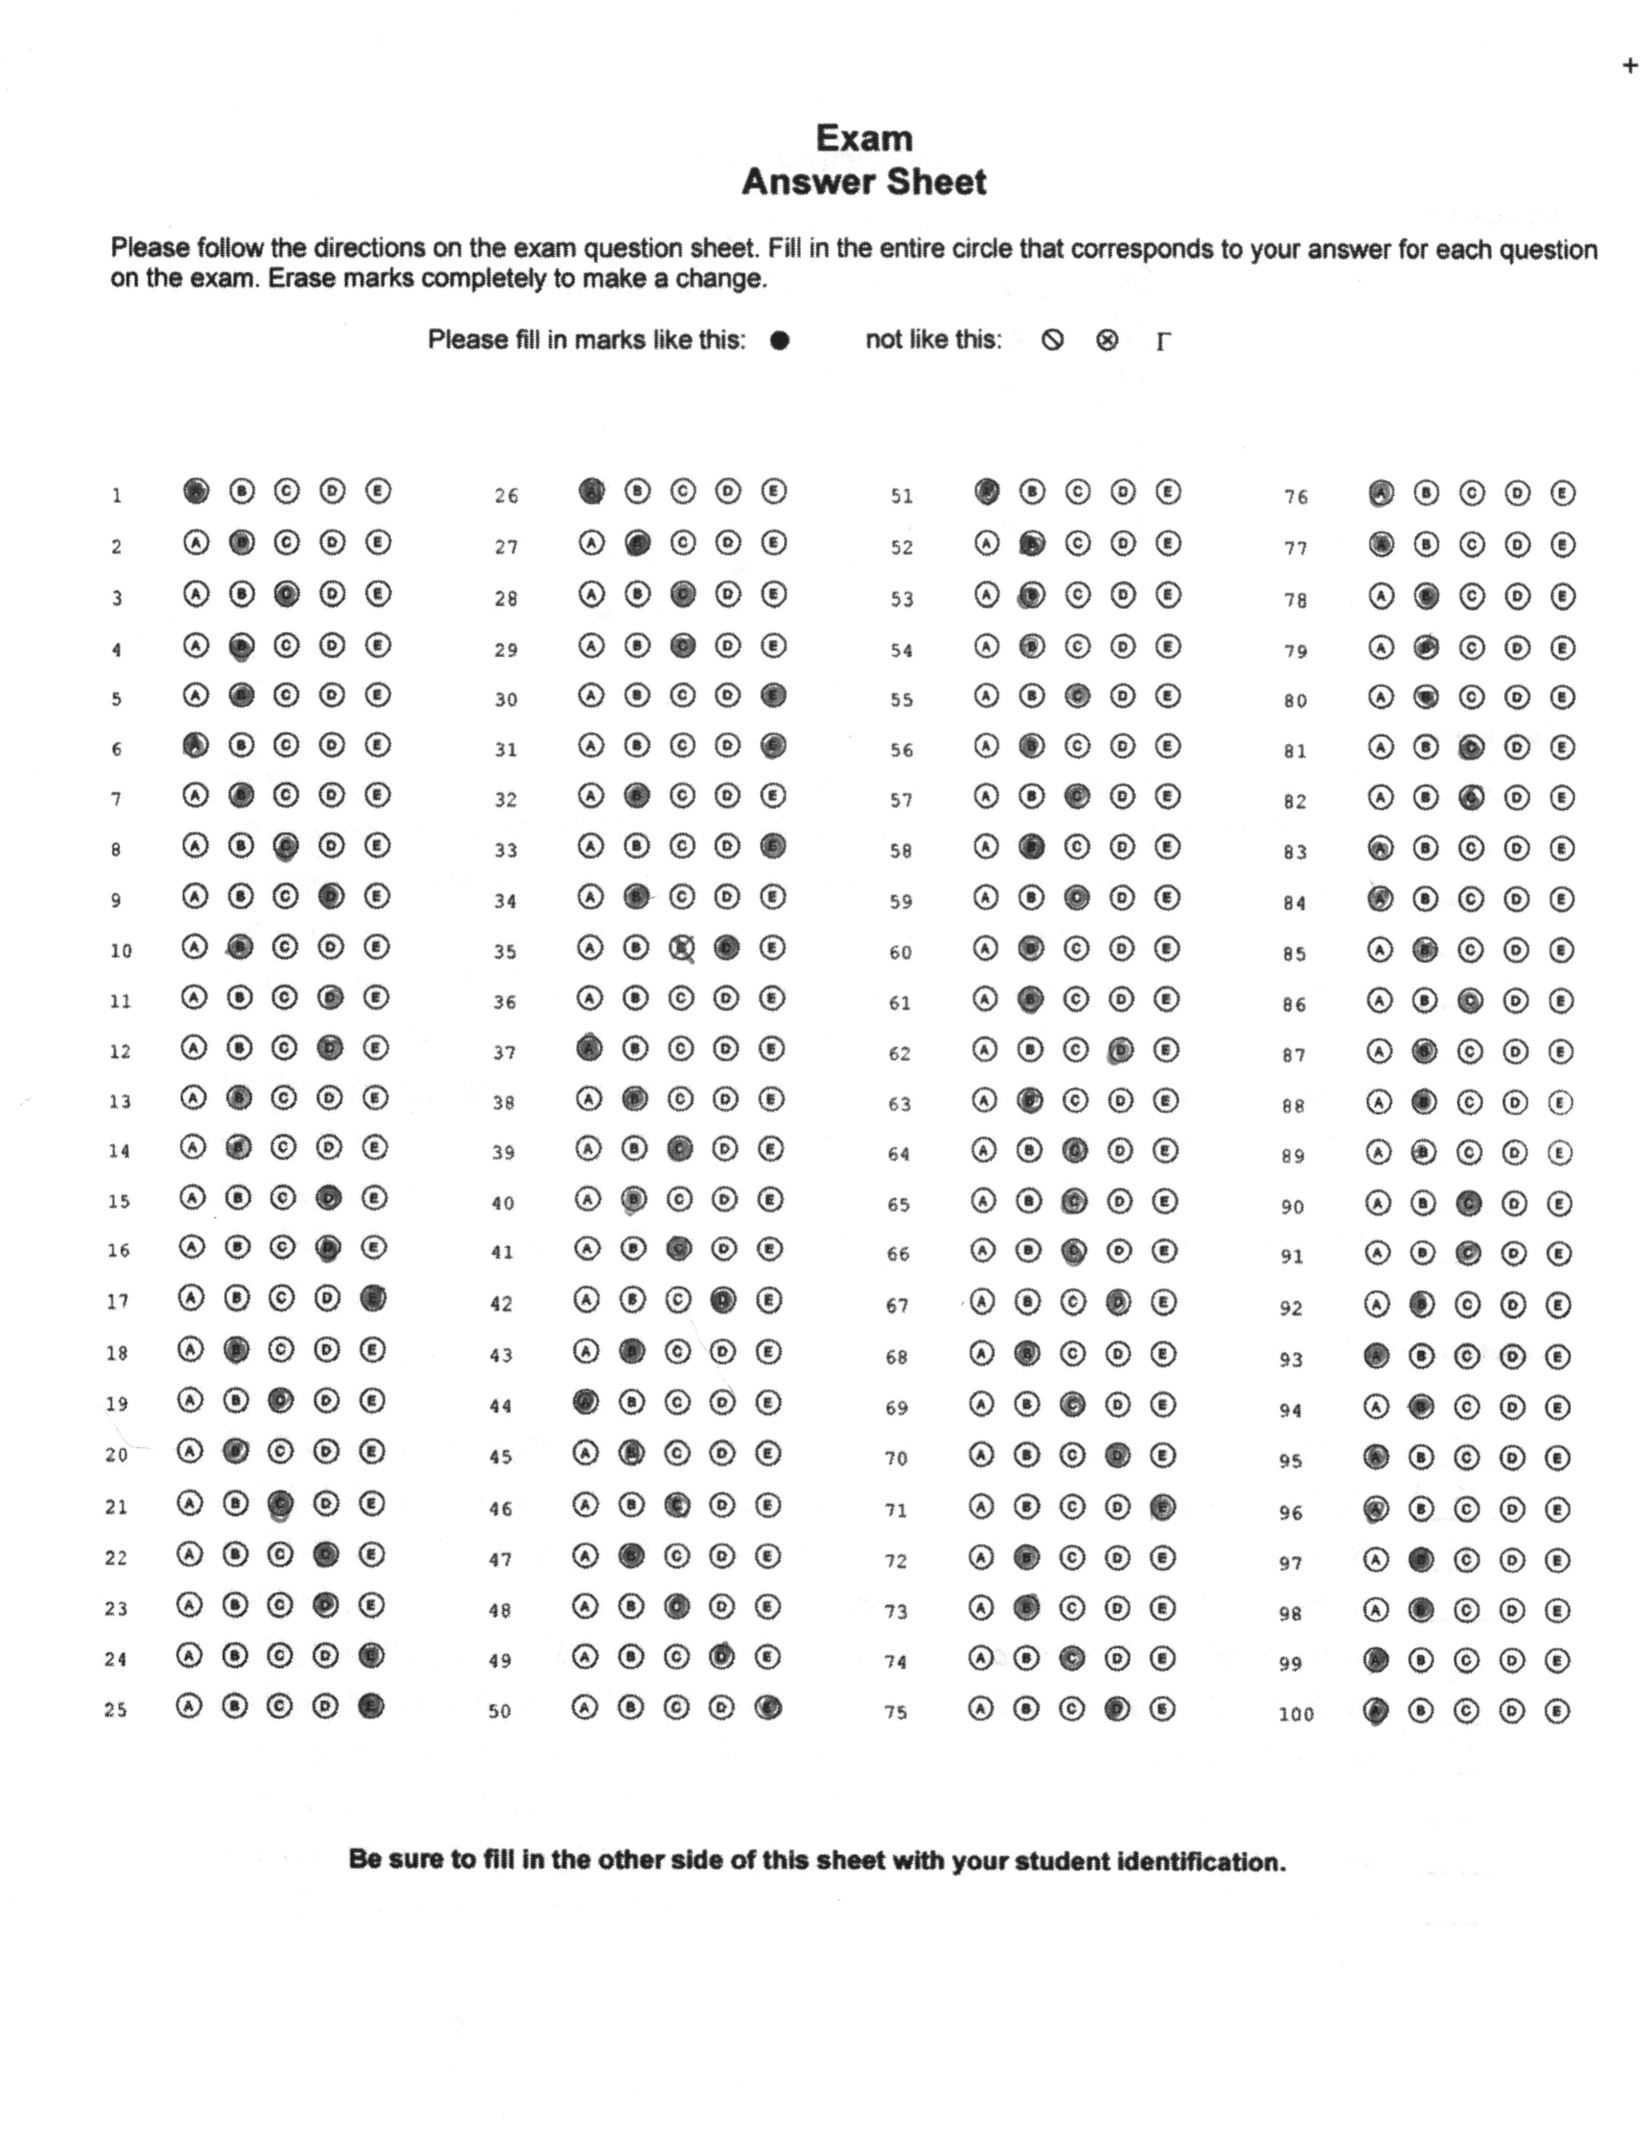 +
Exam
Answer Sheet
Please follow the directions on the exam question sheet. Fill in the entire circle that corresponds to your answer for each question
on the exam. Erase marks completely to make a change.
Please fill in marks like this: ● not like this: ⦸ ⊗ Γ
1 A B C D E 26 A B C D E 51 A B C D E 76 A B C D E
2 A B C D E 27 A B C D E 52 A B C D E 77 A B C D E
3 A B C D E 28 A B C D E 53 A B C D E 78 A B C D E
4 A B C D E 29 A B C D E 54 A B C D E 79 A B C D E
5 A B C D E 30 A B C D E 55 A B C D E 80 A B C D E
6 A B C D E 31 A B C D E 56 A B C D E 81 A B C D E
7 A B C D E 32 A B C D E 57 A B C D E 82 A B C D E
8 A B C D E 33 A B C D E 58 A B C D E 83 A B C D E
9 A B C D E 34 A B C D E 59 A B C D E 84 A B C D E
10 A B C D E 35 A B C D E 60 A B C D E 85 A B C D E
11 A B C D E 36 A B C D E 61 A B C D E 86 A B C D E
12 A B C D E 37 A B C D E 62 A B C D E 87 A B C D E
13 A B C D E 38 A B C D E 63 A B C D E 88 A B C D E
14 A B C D E 39 A B C D E 64 A B C D E 89 A B C D E
15 A B C D E 40 A B C D E 65 A B C D E 90 A B C D E
16 A B C D E 41 A B C D E 66 A B C D E 91 A B C D E
17 A B C D E 42 A B C D E 67 A B C D E 92 A B C D E
18 A B C D E 43 A B C D E 68 A B C D E 93 A B C D E
19 A B C D E 44 A B C D E 69 A B C D E 94 A B C D E
20 A B C D E 45 A B C D E 70 A B C D E 95 A B C D E
21 A B C D E 46 A B C D E 71 A B C D E 96 A B C D E
22 A B C D E 47 A B C D E 72 A B C D E 97 A B C D E
23 A B C D E 48 A B C D E 73 A B C D E 98 A B C D E
24 A B C D E 49 A B C D E 74 A B C D E 99 A B C D E
25 A B C D E 50 A B C D E 75 A B C D E 100 A B C D E
Be sure to fill in the other side of this sheet with your student identification.